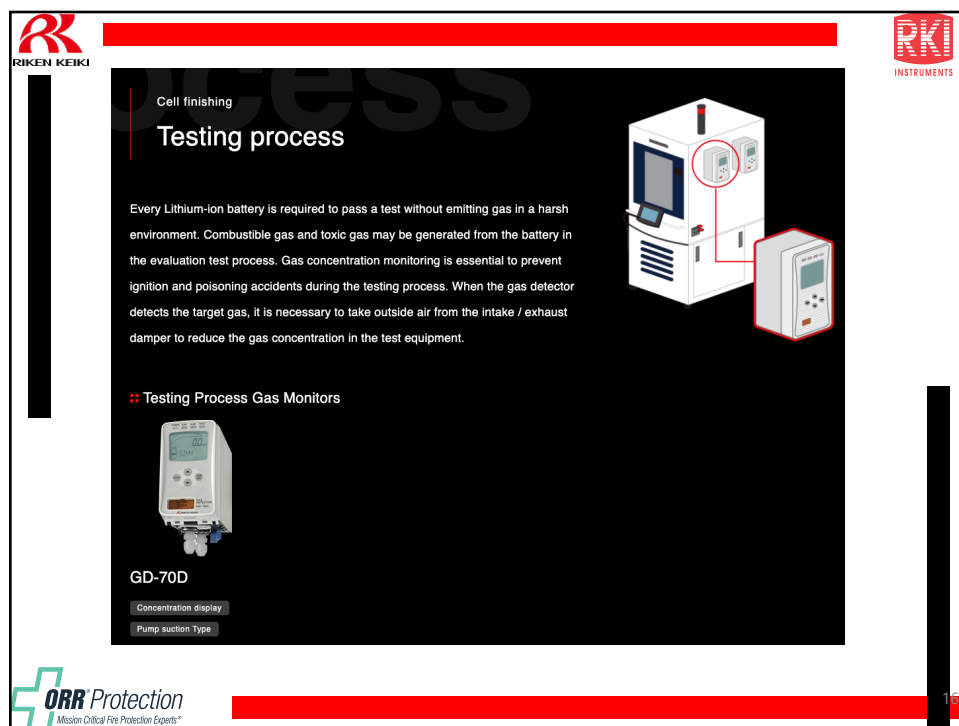 RIKEN KEIKI
RKI
INSTRUMENTS
ocess
Cell finishing
Testing process
Every Lithium-ion battery is required to pass a test without emitting gas in a harsh
environment. Combustible gas and toxic gas may be generated from the battery in
the evaluation test process. Gas concentration monitoring is essential to prevent
ignition and poisoning accidents during the testing process. When the gas detector
detects the target gas, it is necessary to take outside air from the intake / exhaust
damper to reduce the gas concentration in the test equipment.
Testing Process Gas Monitors
GD-70D
Concentration display
Pump suction Type
ORR® Protection
Mission Critical Fire Protection Experts®
16